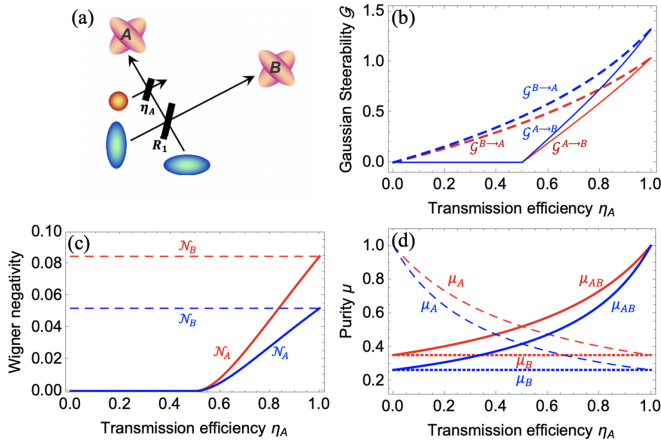 (a)
A
B
η_A
R₁
(b)
Gaussian Steerability 𝒢
1.5
1.0
0.5
0.0
𝒢^{B→A}
𝒢^{A→B}
𝒢^{B→A}
𝒢^{A→B}
0.0 0.2 0.4 0.6 0.8 1.0
Transmission efficiency η_A
(c)
Wigner negativity
0.10
0.08
0.06
0.04
0.02
0.00
𝒩_B
𝒩_B
𝒩_A
𝒩_A
0.0 0.2 0.4 0.6 0.8 1.0
Transmission efficiency η_A
(d)
Purity μ
1.0
0.8
0.6
0.4
0.2
μ_A
μ_A
μ_AB
μ_AB
μ_B
μ_B
0.0 0.2 0.4 0.6 0.8 1.0
Transmission efficiency η_A